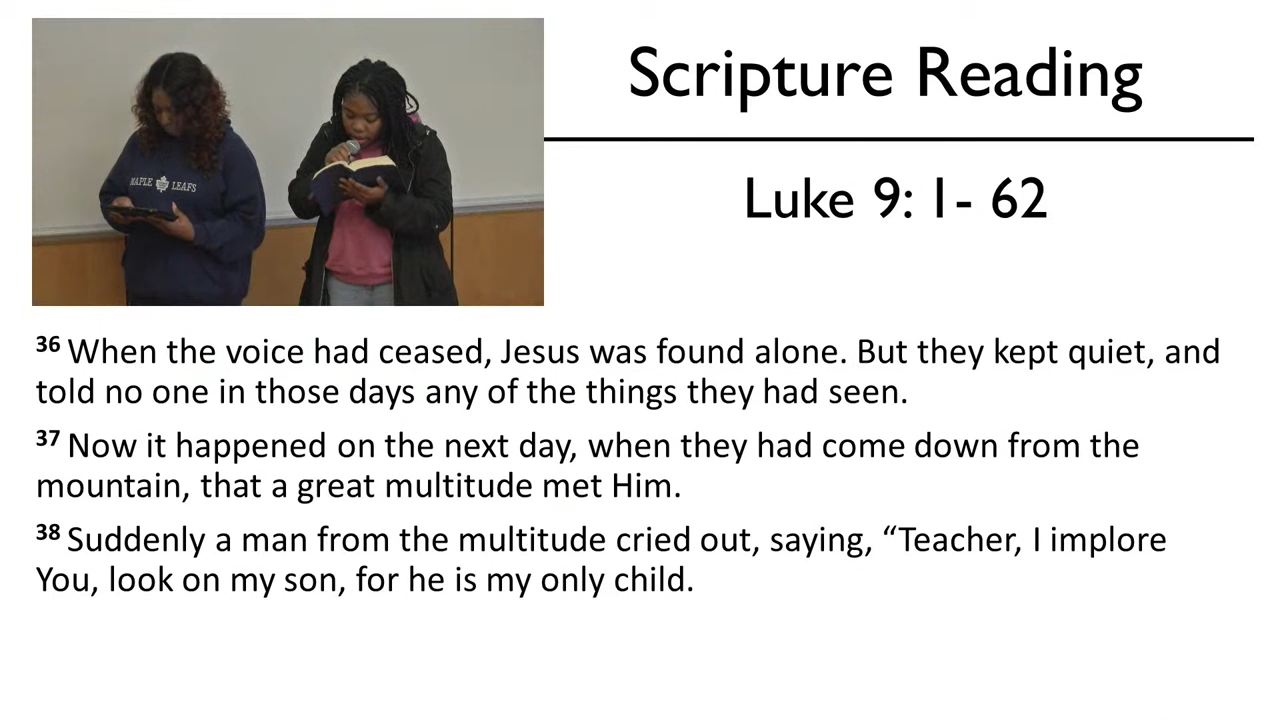 Scripture Reading
Luke 9: 1- 62
MAPLE LEAFS
36 When the voice had ceased, Jesus was found alone. But they kept quiet, and
told no one in those days any of the things they had seen.
37 Now it happened on the next day, when they had come down from the
mountain, that a great multitude met Him.
38 Suddenly a man from the multitude cried out, saying, “Teacher, I implore
You, look on my son, for he is my only child.